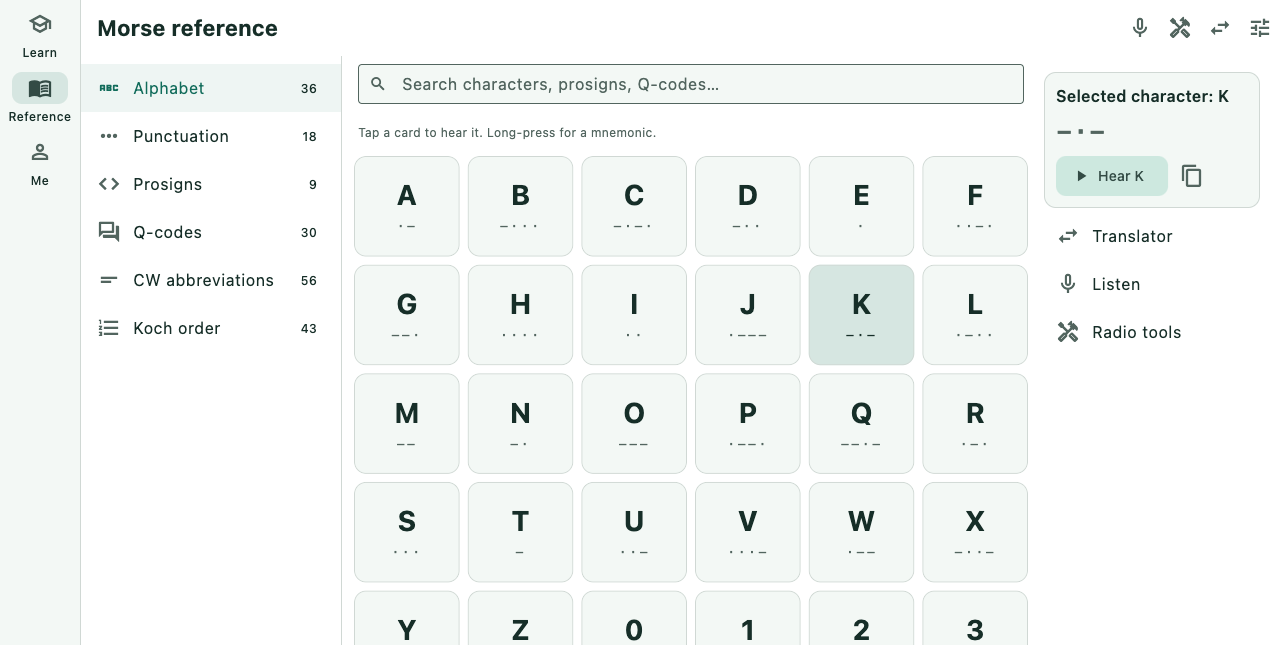 Learn
Reference
Me
Morse reference
ABC Alphabet 36
Punctuation 18
Prosigns 9
Q-codes 30
CW abbreviations 56
Koch order 43
Search characters, prosigns, Q-codes...
Tap a card to hear it. Long-press for a mnemonic.
A B C D E F
·− −··· −·−· −·· · ··−·
G H I J K L
−−· ···· ·· ·−−− −·− ·−··
M N O P Q R
−− −· −−− ·−−· −−·− ·−·
S T U V W X
··· − ··− ···− ·−− −··−
Y Z 0 1 2 3
Selected character: K
−·−
Hear K
Translator
Listen
Radio tools